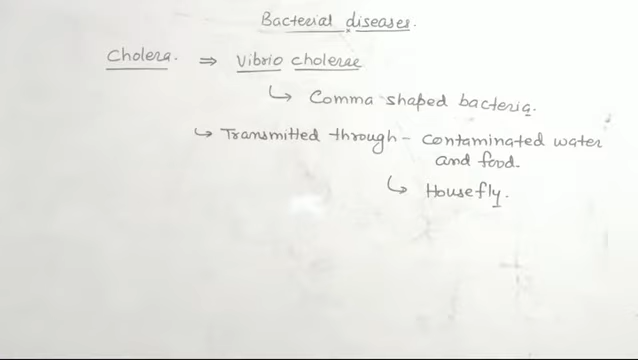 Bacterial diseases.
Cholera. ⇒ Vibrio cholerae
↳ Comma shaped bacteria.
↳ Transmitted through - contaminated water
and food.
↳ Housefly.